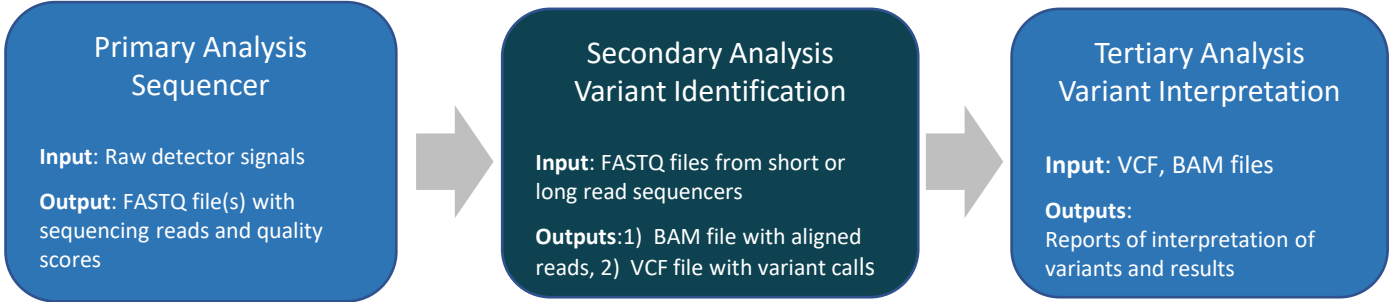 Primary Analysis
Sequencer
Input: Raw detector signals
Output: FASTQ file(s) with
sequencing reads and quality
scores
Secondary Analysis
Variant Identification
Input: FASTQ files from short or
long read sequencers
Outputs:1) BAM file with aligned
reads, 2) VCF file with variant calls
Tertiary Analysis
Variant Interpretation
Input: VCF, BAM files
Outputs:
Reports of interpretation of
variants and results